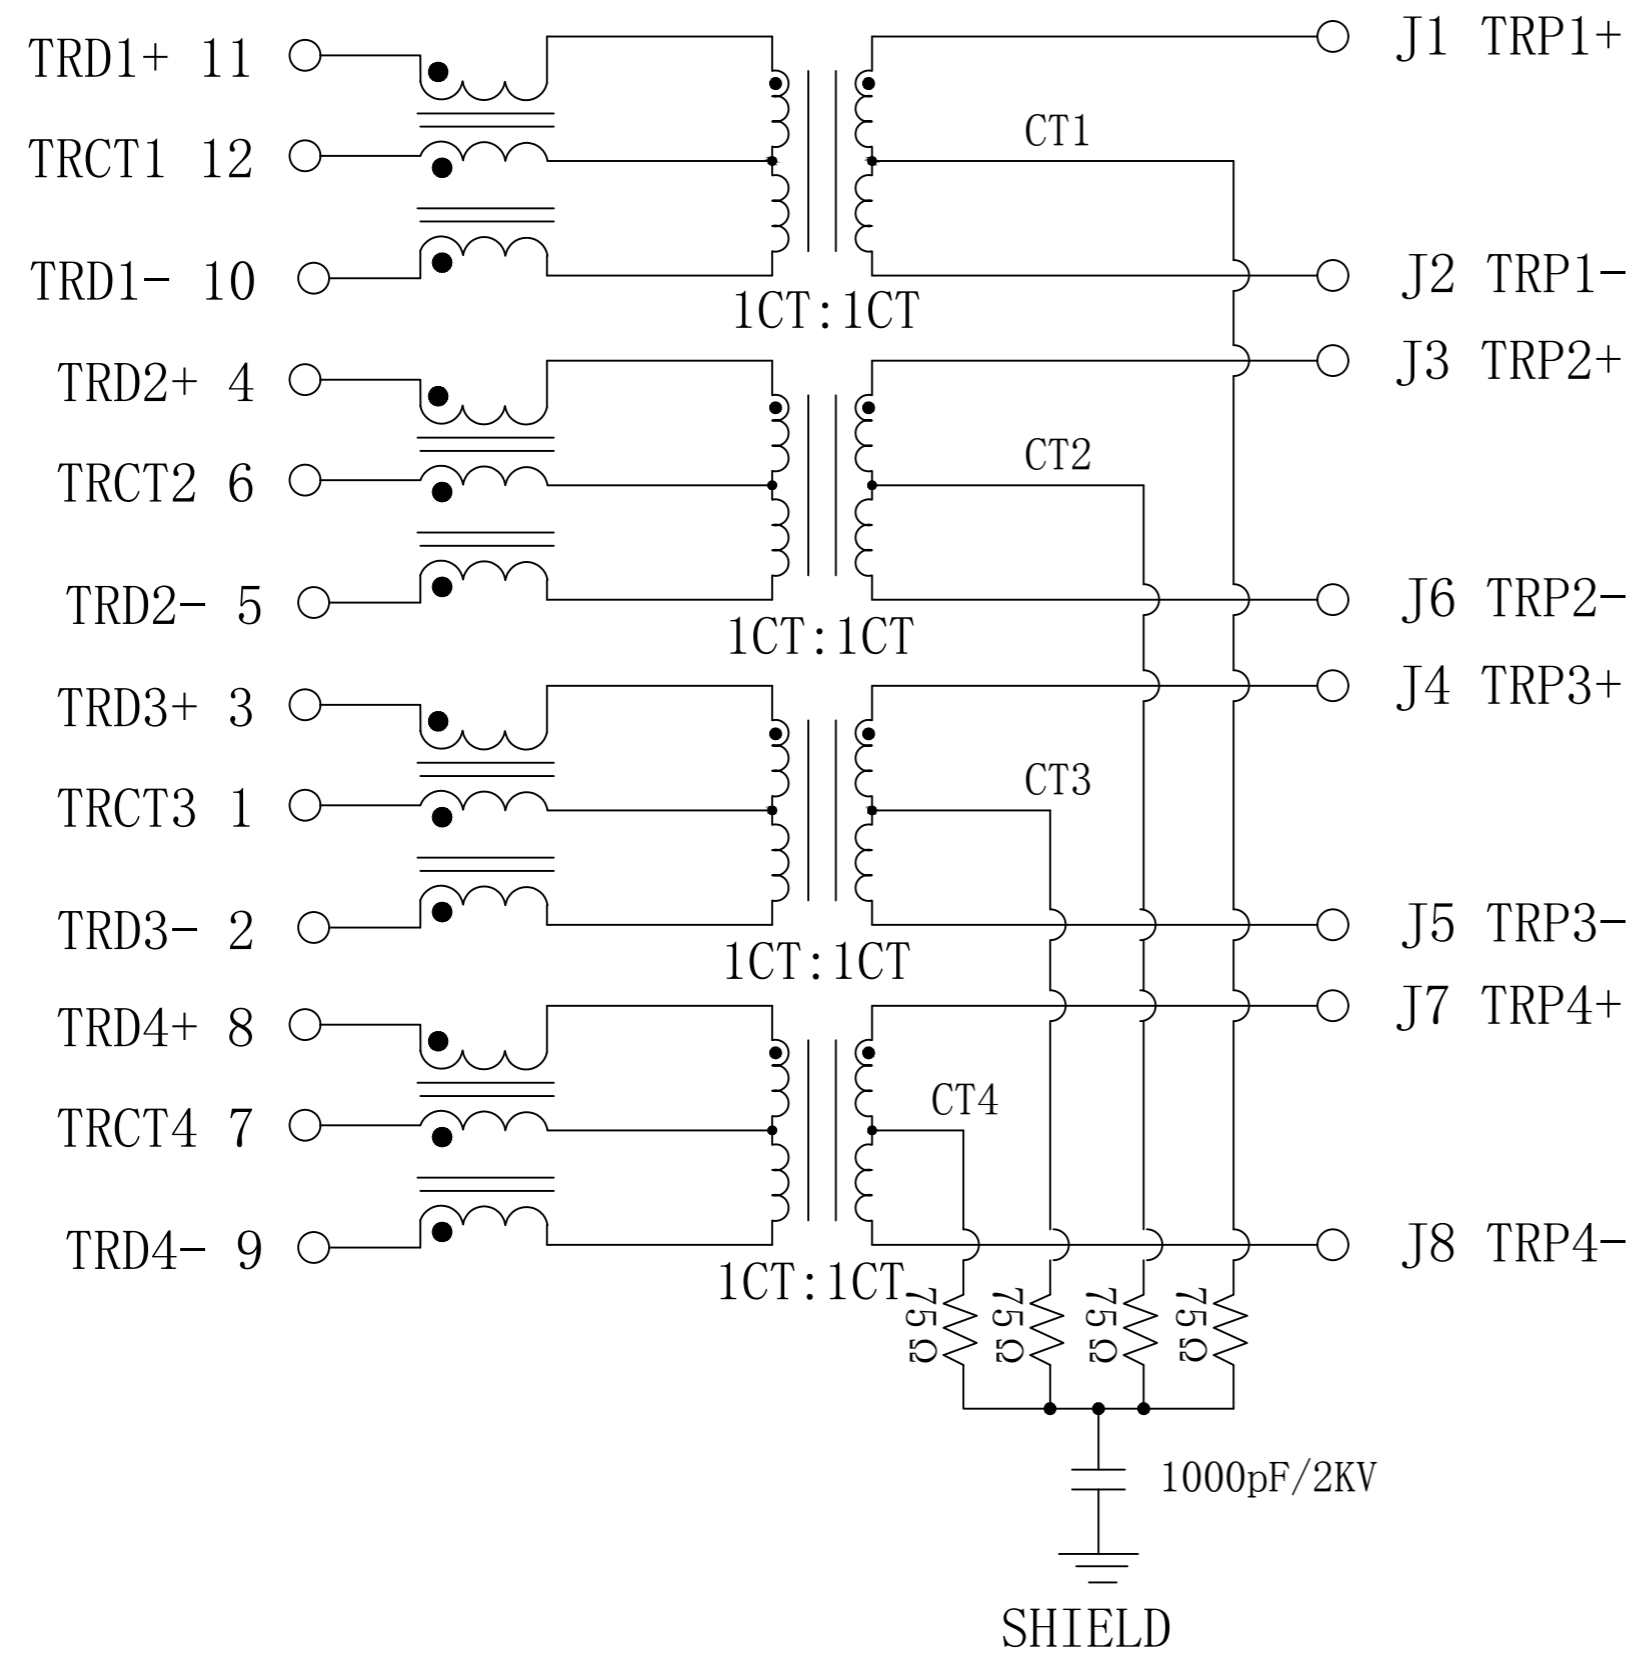 TRD1+ 11
J1 TRP1+
CT1
TRCT1 12
TRD1- 10
J2 TRP1-
1CT:1CT
TRD2+ 4
J3 TRP2+
CT2
TRCT2 6
TRD2- 5
J6 TRP2-
1CT:1CT
TRD3+ 3
J4 TRP3+
CT3
TRCT3 1
TRD3- 2
J5 TRP3-
1CT:1CT
TRD4+ 8
J7 TRP4+
CT4
TRCT4 7
TRD4- 9
J8 TRP4-
1CT:1CT
75Ω
75Ω
75Ω
75Ω
1000pF/2KV
SHIELD